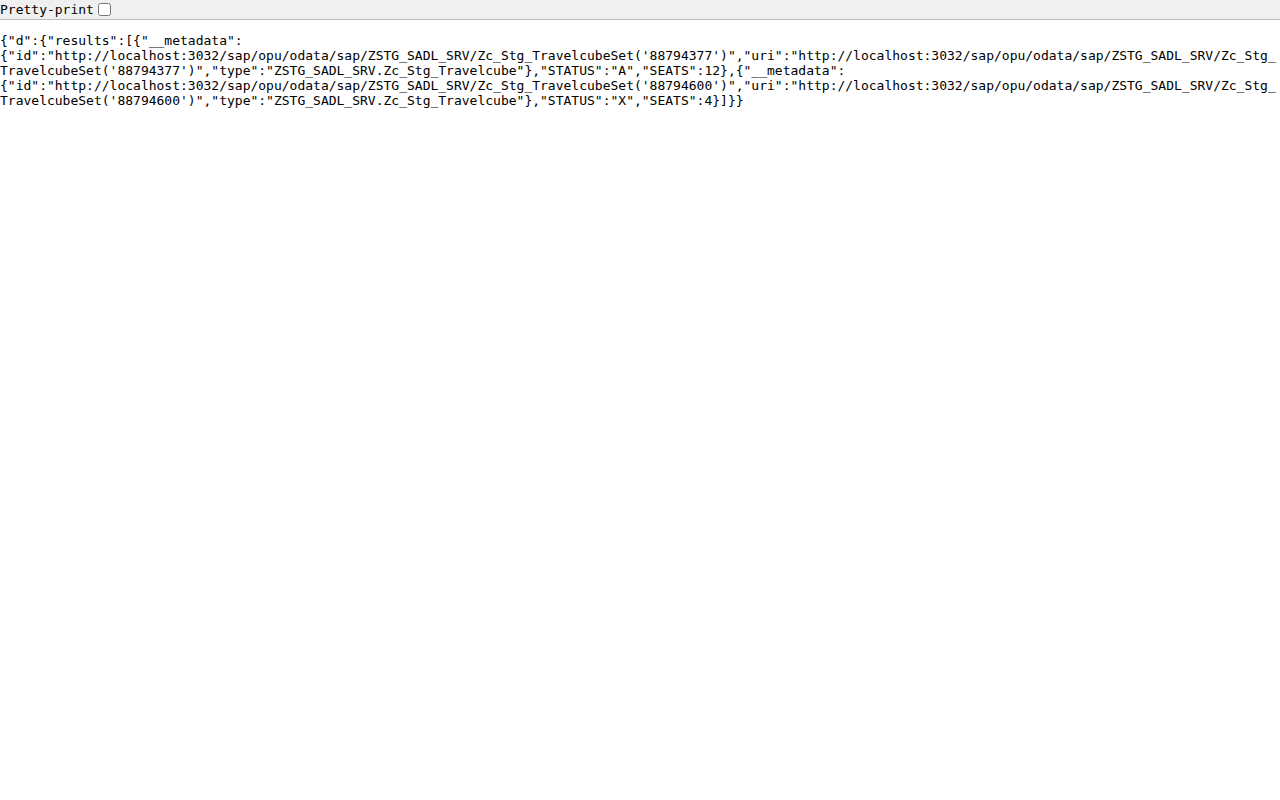 Pretty-print
{"d":{"results":[{"__metadata":
{"id":"http://localhost:3032/sap/opu/odata/sap/ZSTG_SADL_SRV/Zc_Stg_TravelcubeSet('88794377')","uri":"http://localhost:3032/sap/opu/odata/sap/ZSTG_SADL_SRV/Zc_Stg_
TravelcubeSet('88794377')","type":"ZSTG_SADL_SRV.Zc_Stg_Travelcube"},"STATUS":"A","SEATS":12},{"__metadata":
{"id":"http://localhost:3032/sap/opu/odata/sap/ZSTG_SADL_SRV/Zc_Stg_TravelcubeSet('88794600')","uri":"http://localhost:3032/sap/opu/odata/sap/ZSTG_SADL_SRV/Zc_Stg_
TravelcubeSet('88794600')","type":"ZSTG_SADL_SRV.Zc_Stg_Travelcube"},"STATUS":"X","SEATS":4}]}}